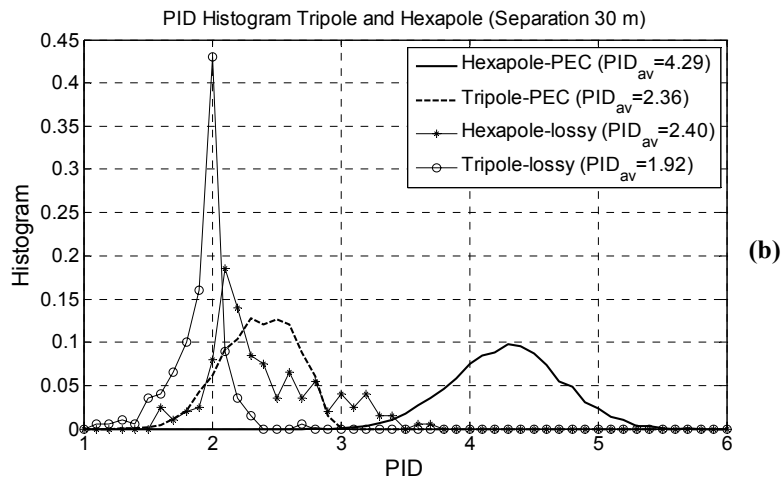 PID Histogram Tripole and Hexapole (Separation 30 m)
0.45
0.4
0.35
0.3
0.25
0.2
0.15
0.1
0.05
0
Histogram
Hexapole-PEC (PID_av=4.29)
Tripole-PEC (PID_av=2.36)
Hexapole-lossy (PID_av=2.40)
Tripole-lossy (PID_av=1.92)
(b)
1 2 3 4 5 6
PID